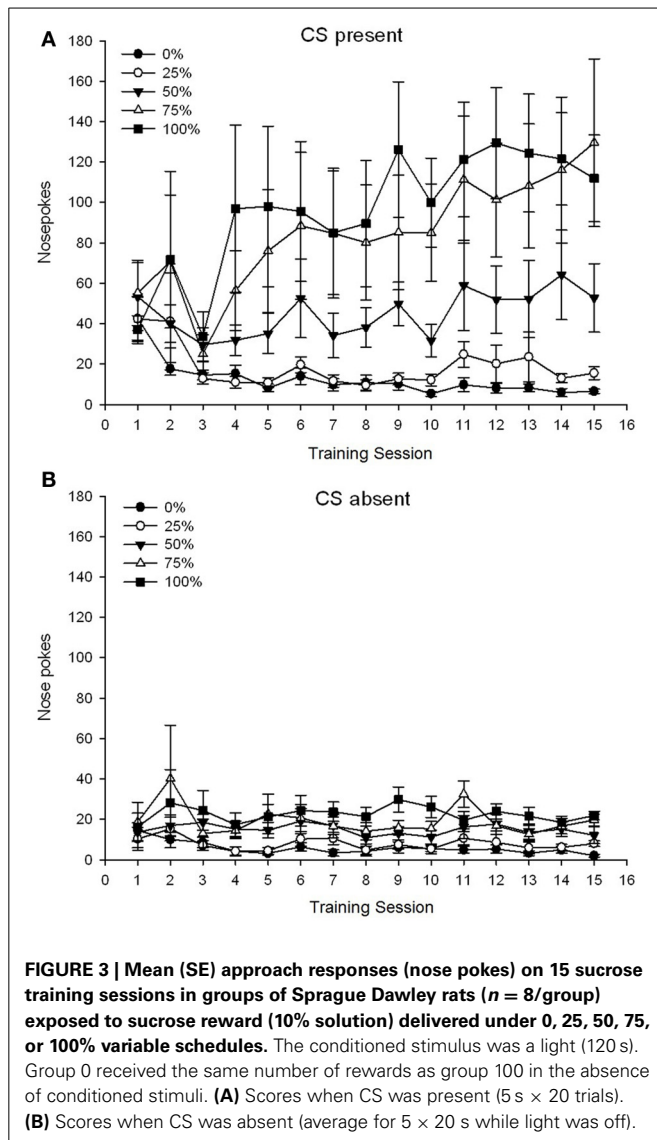 A
CS present
180
160
140
120
100
80
60
40
20
0
Nosepokes
0%
25%
50%
75%
100%
0 1 2 3 4 5 6 7 8 9 10 11 12 13 14 15 16
Training Session
B
CS absent
180
160
140
120
100
80
60
40
20
0
Nose pokes
0%
25%
50%
75%
100%
0 1 2 3 4 5 6 7 8 9 10 11 12 13 14 15 16
Training Session
FIGURE 3 | Mean (SE) approach responses (nose pokes) on 15 sucrose
training sessions in groups of Sprague Dawley rats (n = 8/group)
exposed to sucrose reward (10% solution) delivered under 0, 25, 50, 75,
or 100% variable schedules. The conditioned stimulus was a light (120 s).
Group 0 received the same number of rewards as group 100 in the absence
of conditioned stimuli. (A) Scores when CS was present (5 s × 20 trials).
(B) Scores when CS was absent (average for 5 × 20 s while light was off).